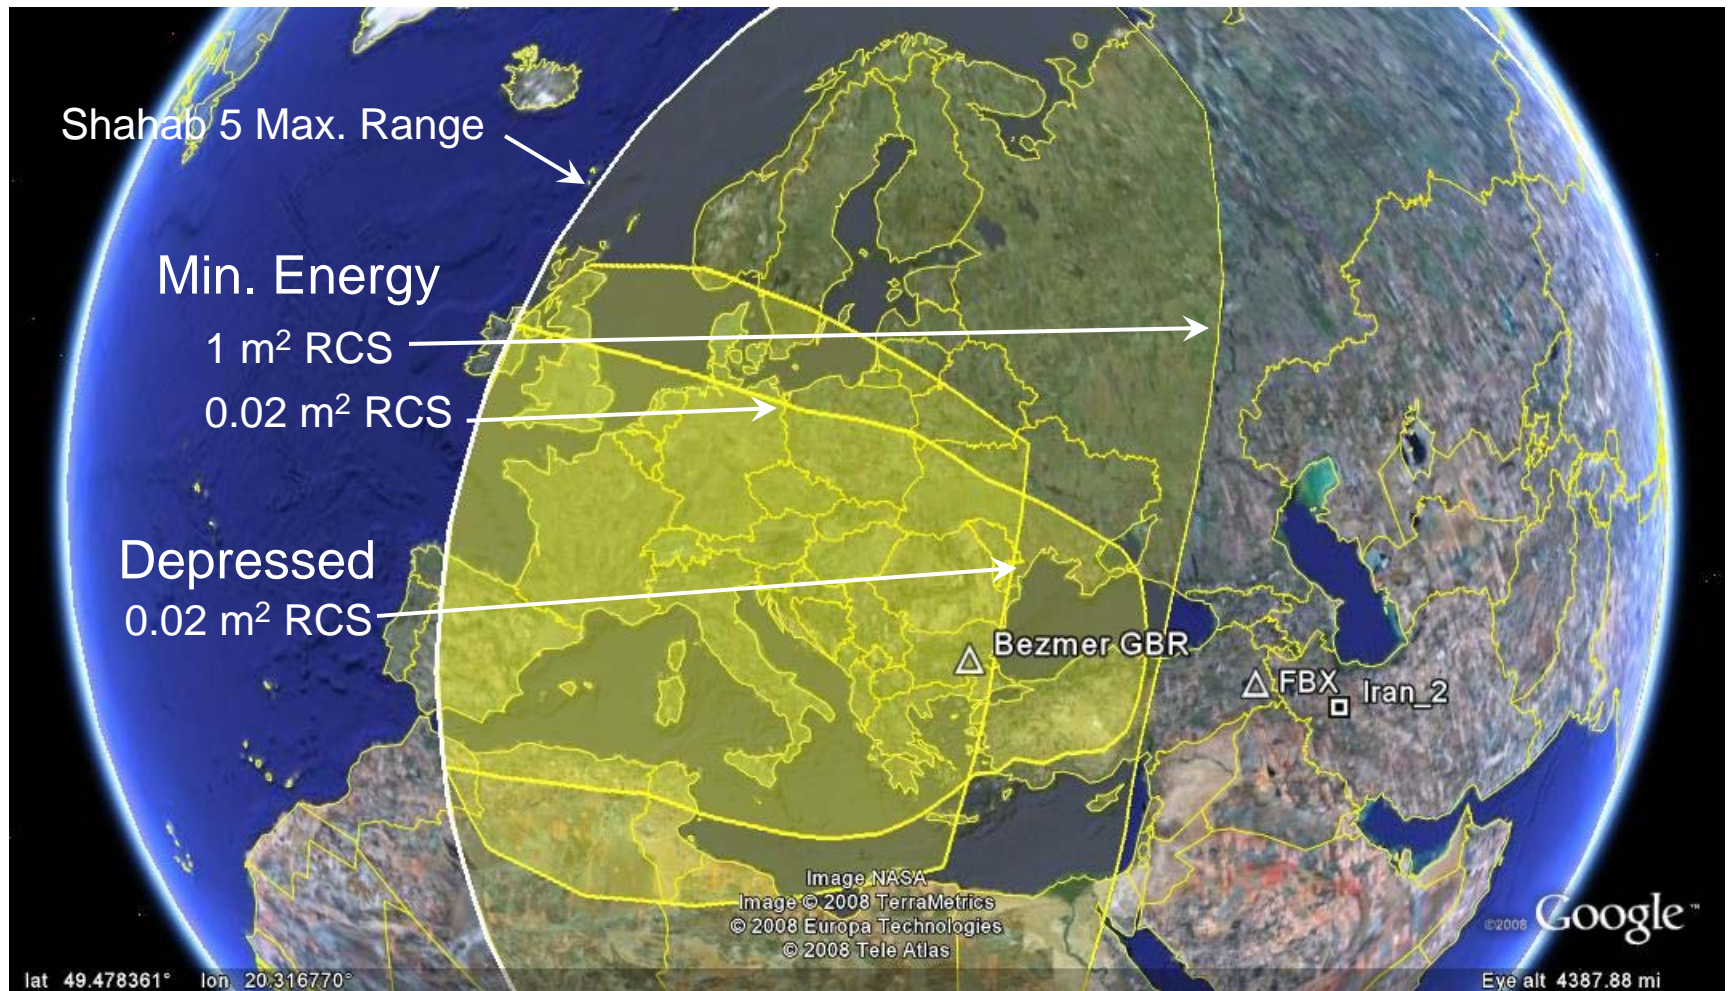 Shahab 5 Max. Range
Min. Energy
1 m² RCS
0.02 m² RCS
Depressed
0.02 m² RCS
Bezmer GBR
FBX
Iran_2
Image NASA
Image © 2008 TerraMetrics
© 2008 Europa Technologies
© 2008 Tele Atlas
©2008 Google™
lat 49.478361° lon 20.316770°
Eye alt 4387.88 mi